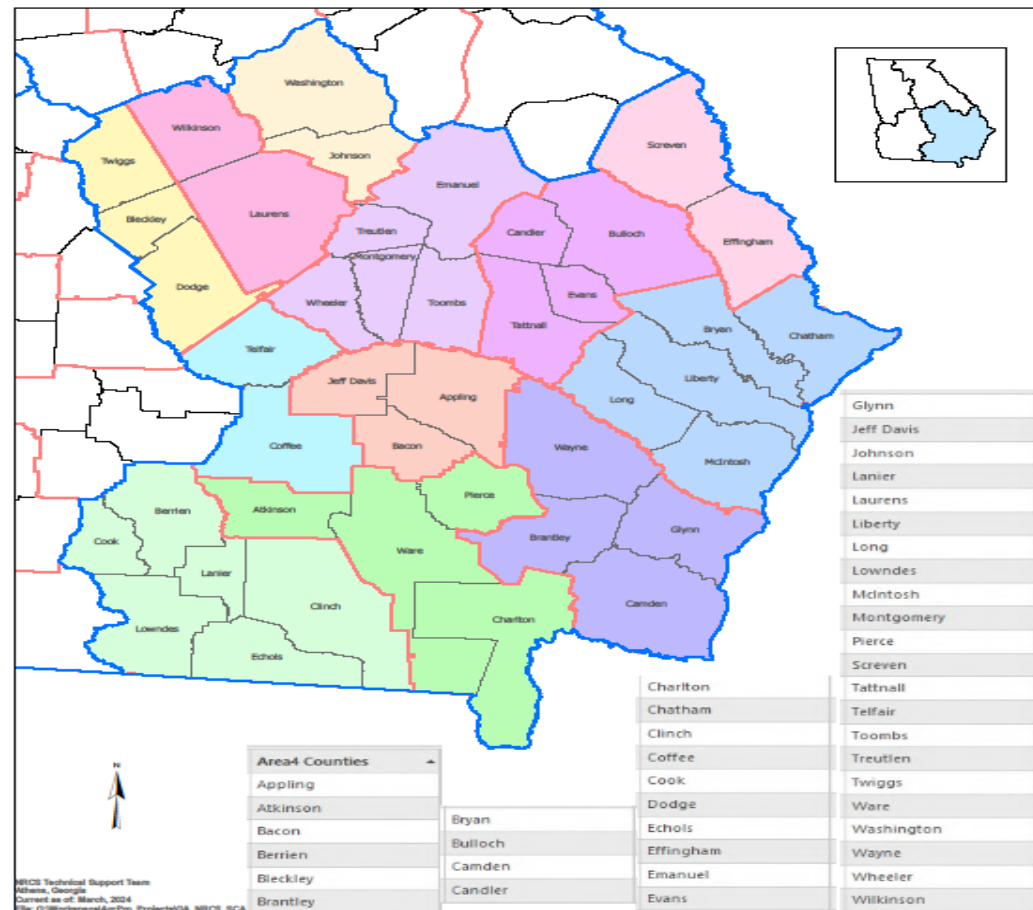 Washington
Wilkinson
Screven
Johnson
Twiggs
Emanuel
Laurens
Bleckley
Treutlen
Candler
Bulloch
Effingham
Montgomery
Dodge
Wheeler
Toombs
Evans
Tattnall
Bryan
Chatham
Telfair
Jeff Davis
Liberty
Appling
Long
Coffee
Bacon
Wayne
McIntosh
Pierce
Atkinson
Berrien
Glynn
Brantley
Cook
Ware
Lanier
Clinch
Camden
Charlton
Lowndes
Echols
N
NRCS Technical Support Team
Athens, Georgia
Current as of: March, 2024
File: G:\Workspace\ArcPro_Projects\GA_NRCS_SCA
Area4 Counties
Appling
Atkinson
Bacon
Berrien
Bleckley
Brantley
Bryan
Bulloch
Camden
Candler
Charlton
Chatham
Clinch
Coffee
Cook
Dodge
Echols
Effingham
Emanuel
Evans
Glynn
Jeff Davis
Johnson
Lanier
Laurens
Liberty
Long
Lowndes
McIntosh
Montgomery
Pierce
Screven
Tattnall
Telfair
Toombs
Treutlen
Twiggs
Ware
Washington
Wayne
Wheeler
Wilkinson